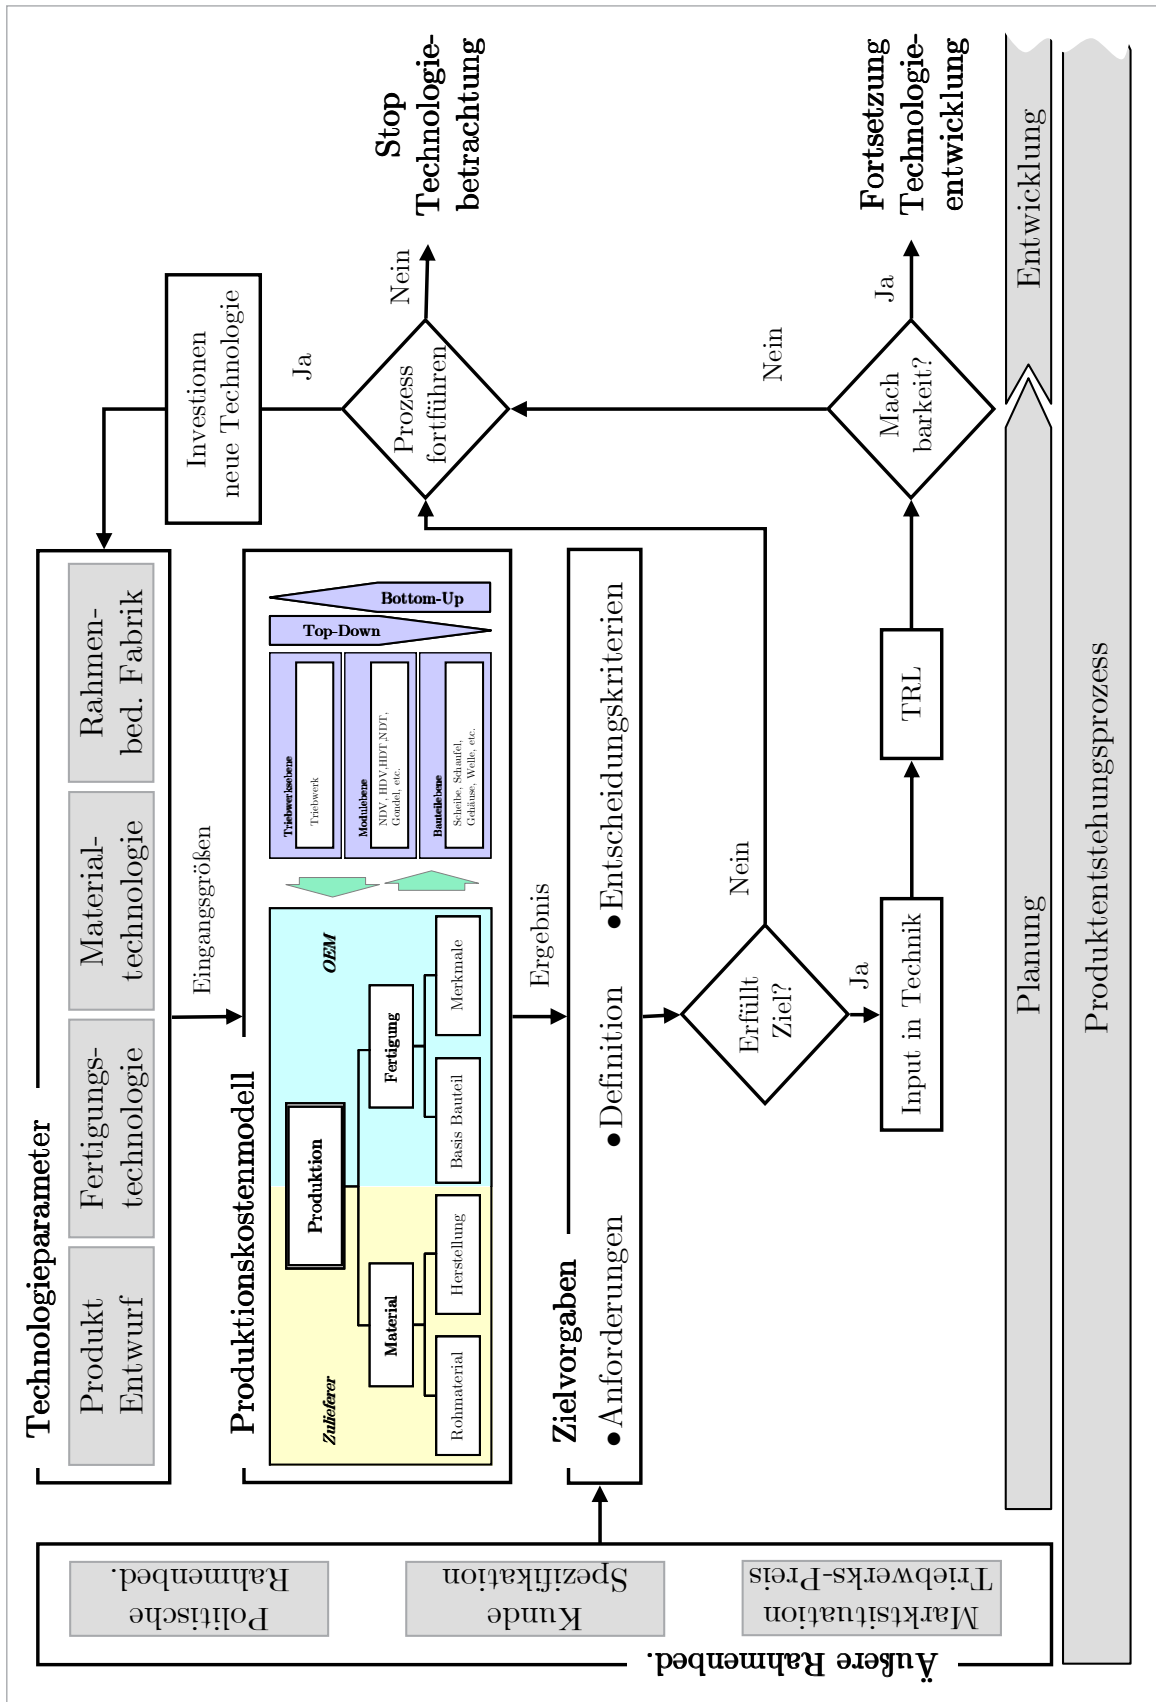 Äußere Rahmenbed.
Politische
Rahmenbed.
Kunde
Spezifikation
Marktsituation
Triebwerks-Preis
Technologieparameter
Produkt
Entwurf
Fertigungs-
technologie
Material-
technologie
Rahmen-
bed. Fabrik
Eingangsgrößen
Produktionskostenmodell
Zulieferer
OEM
Produktion
Material
Fertigung
Rohmaterial
Herstellung
Basis Bauteil
Merkmale
Triebwerksebene
Triebwerk
Modulebene
NDV, HDV,HDT,NDT,
Gondel, etc.
Bauteilebene
Scheibe, Schaufel,
Gehäuse, Welle, etc.
Top-Down
Bottom-Up
Ergebnis
Zielvorgaben
●Anforderungen
●Definition
●Entscheidungskriterien
Erfüllt
Ziel?
Nein
Ja
Input in Technik
TRL
Mach
barkeit?
Nein
Ja
Fortsetzung
Technologie-
entwicklung
Prozess
fortführen
Nein
Ja
Stop
Technologie-
betrachtung
Investionen
neue Technologie
Planung
Entwicklung
Produktentstehungsprozess